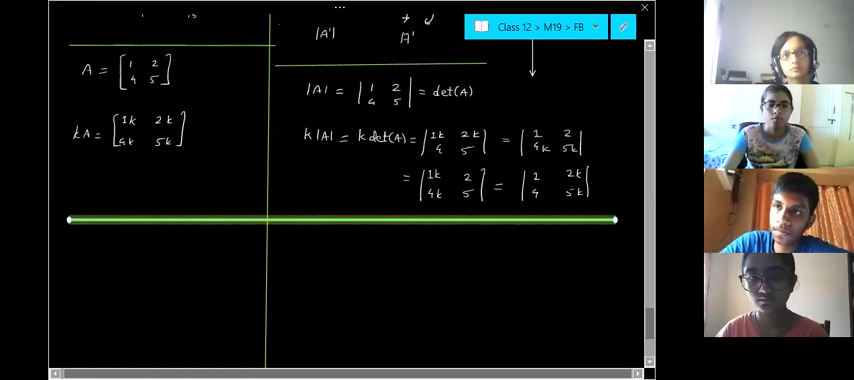 Class 12 > M19 > FB
|A'|
A'
A = [1 2
4 5]
|A| = |1 2
4 5| = det(A)
kA = [1k 2k
4k 5k]
k|A| = k det(A) = |1k 2k
4 5| = |1 2
4k 5k|
= |1k 2
4k 5| = |1 2k
4 5k|